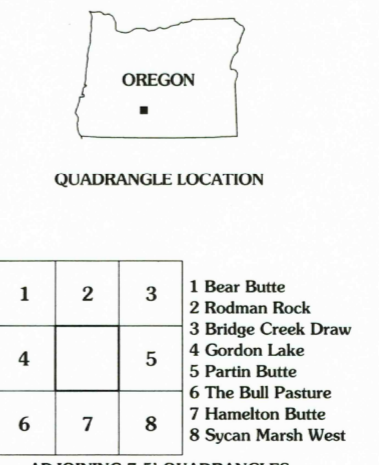 OREGON
QUADRANGLE LOCATION
1 2 3
4 5
6 7 8
1 Bear Butte
2 Rodman Rock
3 Bridge Creek Draw
4 Gordon Lake
5 Partin Butte
6 The Bull Pasture
7 Hamelton Butte
8 Sycan Marsh West
ADJOINING 7.5' QUADRANGLES